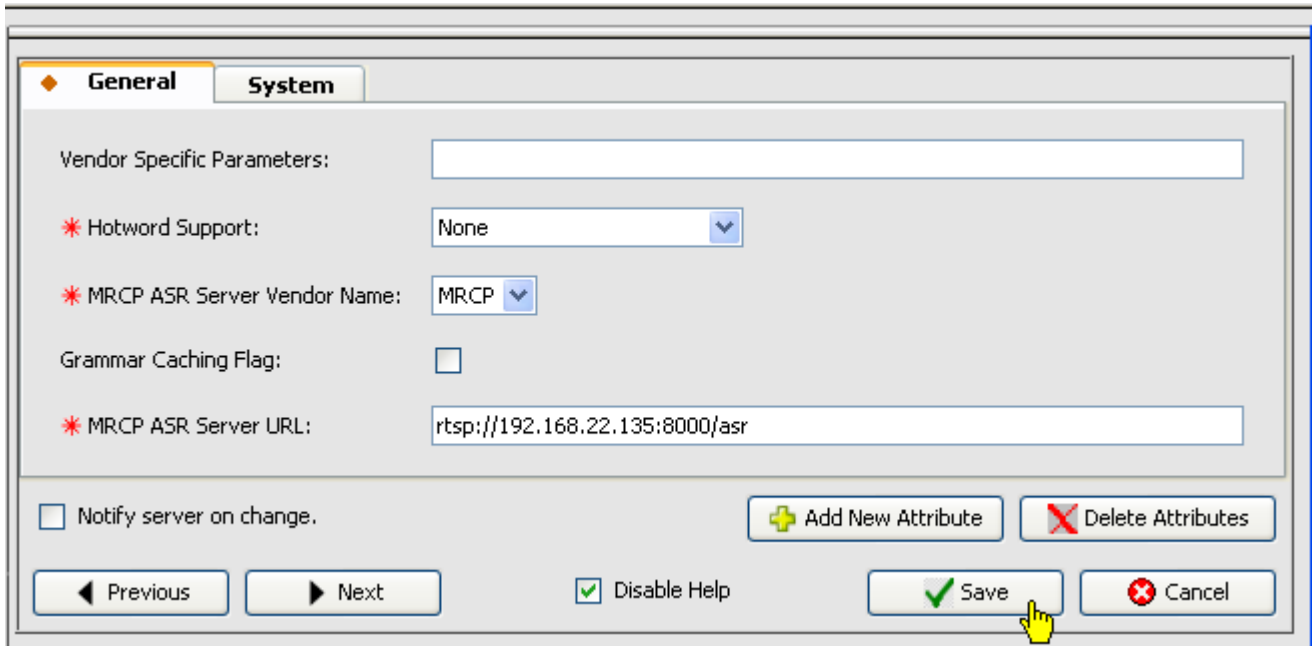 General System
Vendor Specific Parameters:
✳ Hotword Support: None
✳ MRCP ASR Server Vendor Name: MRCP
Grammar Caching Flag:
✳ MRCP ASR Server URL: rtsp://192.168.22.135:8000/asr
Notify server on change. Add New Attribute Delete Attributes
Previous Next Disable Help Save Cancel